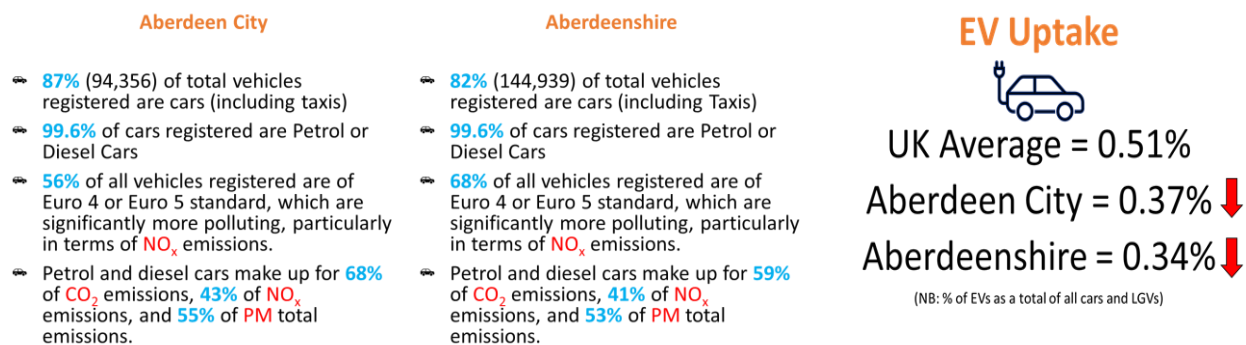 Aberdeen City
87% (94,356) of total vehicles
registered are cars (including taxis)
99.6% of cars registered are Petrol or
Diesel Cars
56% of all vehicles registered are of
Euro 4 or Euro 5 standard, which are
significantly more polluting, particularly
in terms of NOx emissions.
Petrol and diesel cars make up for 68%
of CO2 emissions, 43% of NOx
emissions, and 55% of PM total
emissions.
Aberdeenshire
82% (144,939) of total vehicles
registered are cars (including Taxis)
99.6% of cars registered are Petrol or
Diesel Cars
68% of all vehicles registered are of
Euro 4 or Euro 5 standard, which are
significantly more polluting, particularly
in terms of NOx emissions.
Petrol and diesel cars make up for 59%
of CO2 emissions, 41% of NOx
emissions, and 53% of PM total
emissions.
EV Uptake
UK Average = 0.51%
Aberdeen City = 0.37%
Aberdeenshire = 0.34%
(NB: % of EVs as a total of all cars and LGVs)